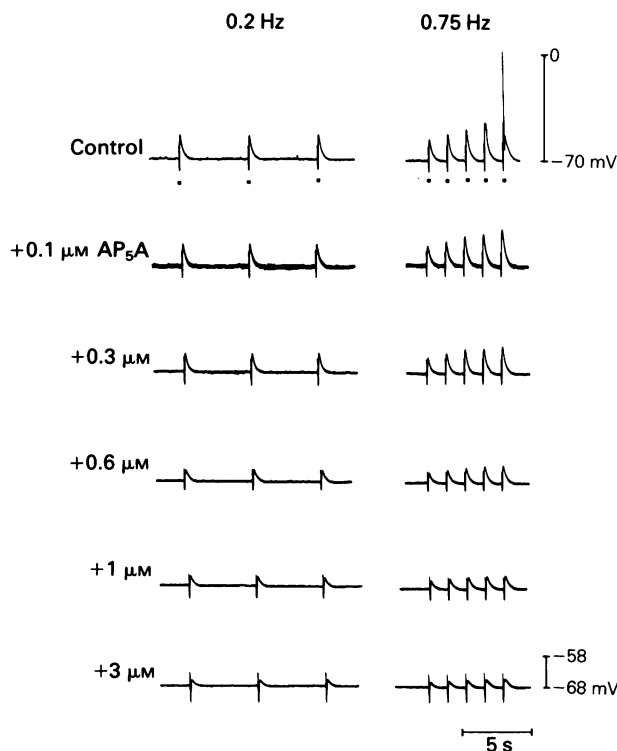 0.2 Hz 0.75 Hz
0
Control
−70 mV
+0.1 μM AP₅A
+0.3 μM
+0.6 μM
+1 μM
−58
+3 μM
−68 mV
5 s